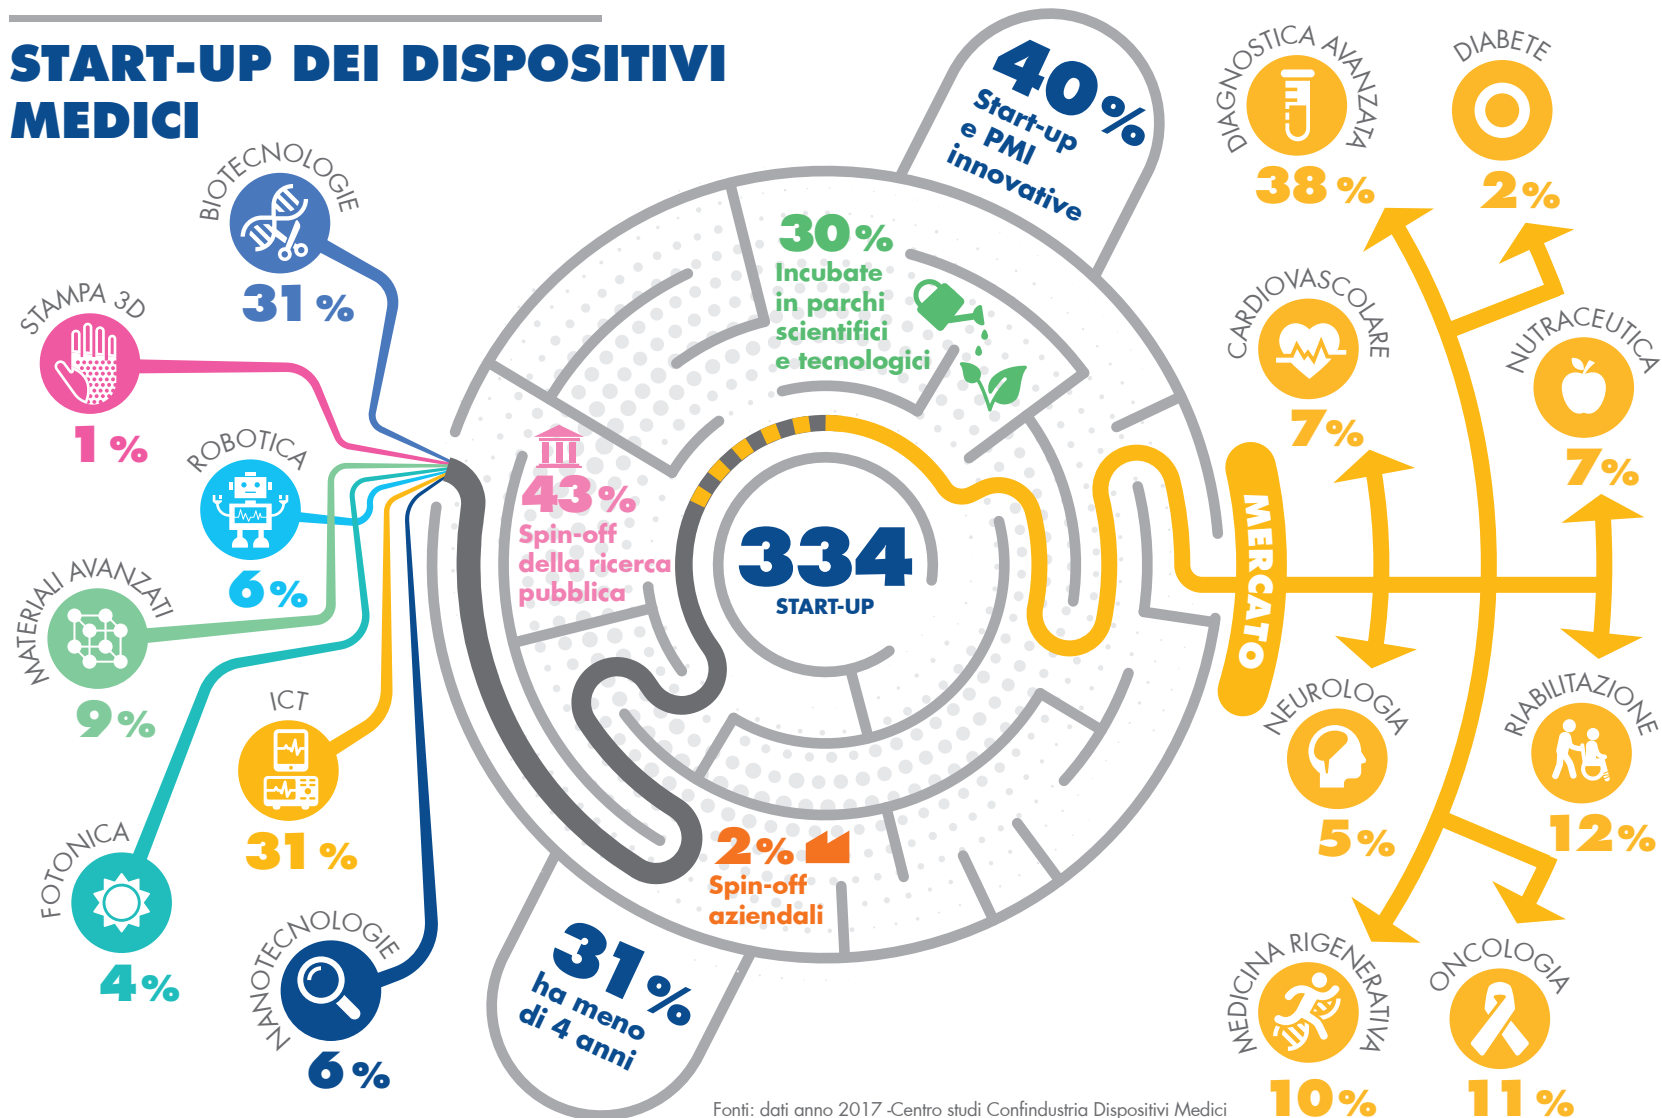 START-UP DEI DISPOSITIVI
MEDICI
BIOTECNOLOGIE
31%
STAMPA 3D
1%
ROBOTICA
6%
MATERIALI AVANZATI
9%
ICT
31%
FOTONICA
4%
NANOTECNOLOGIE
6%
40%
Start-up
e PMI
innovative
30%
Incubate
in parchi
scientifici
e tecnologici
43%
Spin-off
della ricerca
pubblica
334
START-UP
2%
Spin-off
aziendali
31%
ha meno
di 4 anni
MERCATO
DIAGNOSTICA AVANZATA
38%
DIABETE
2%
CARDIOVASCOLARE
7%
NUTRACEUTICA
7%
NEUROLOGIA
5%
RIABILITAZIONE
12%
MEDICINA RIGENERATIVA
10%
ONCOLOGIA
11%
Fonti: dati anno 2017 -Centro studi Confindustria Dispositivi Medici